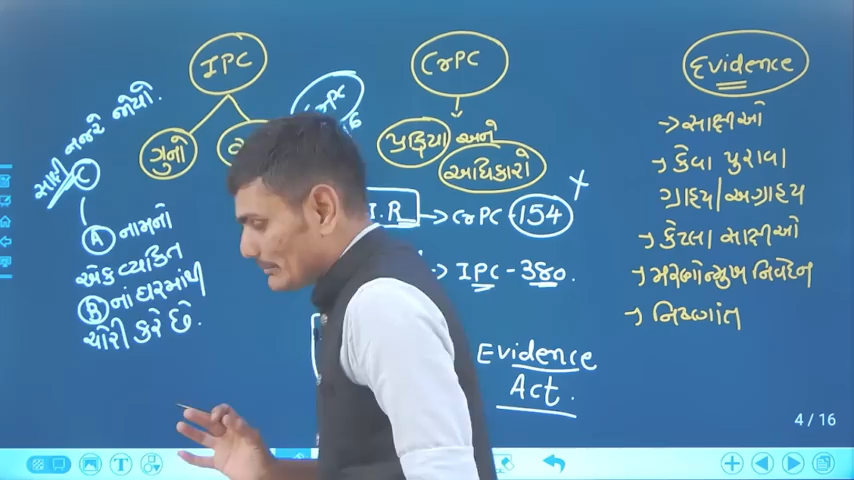 IPC
ગુનો
CrPC
પ્રક્રિયા અને
અધિકારો
Evidence
→ સાક્ષીઓ
→ કેવા પુરાવા
ગ્રાહ્ય/અગ્રાહ્ય
→ કેટલા સાક્ષીઓ
→ મરણોન્મુખ નિવેદન
→ નિષ્ણાંત
સાક્ષી નજરે જોયો.
C
A નામનો
એક વ્યકિત
B નાં ઘરમાંથી
ચોરી કરે છે.
I.R → CrPC - 154
→ IPC - 380.
Evidence
Act.
4 / 16